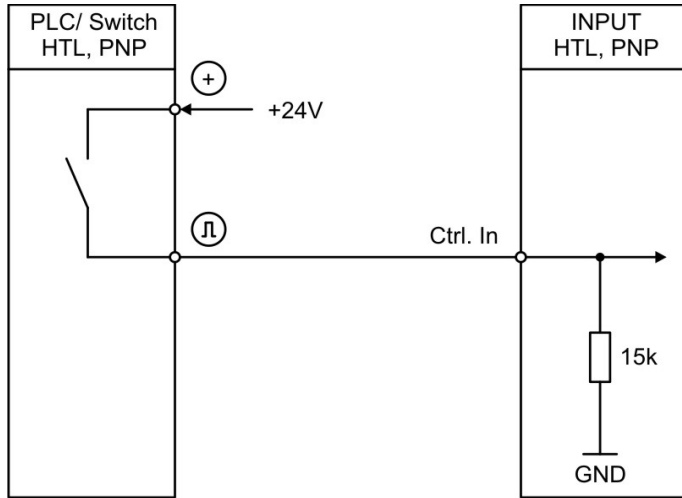 PLC/ Switch
HTL, PNP
INPUT
HTL, PNP
+
+24V
Ctrl. In
15k
GND